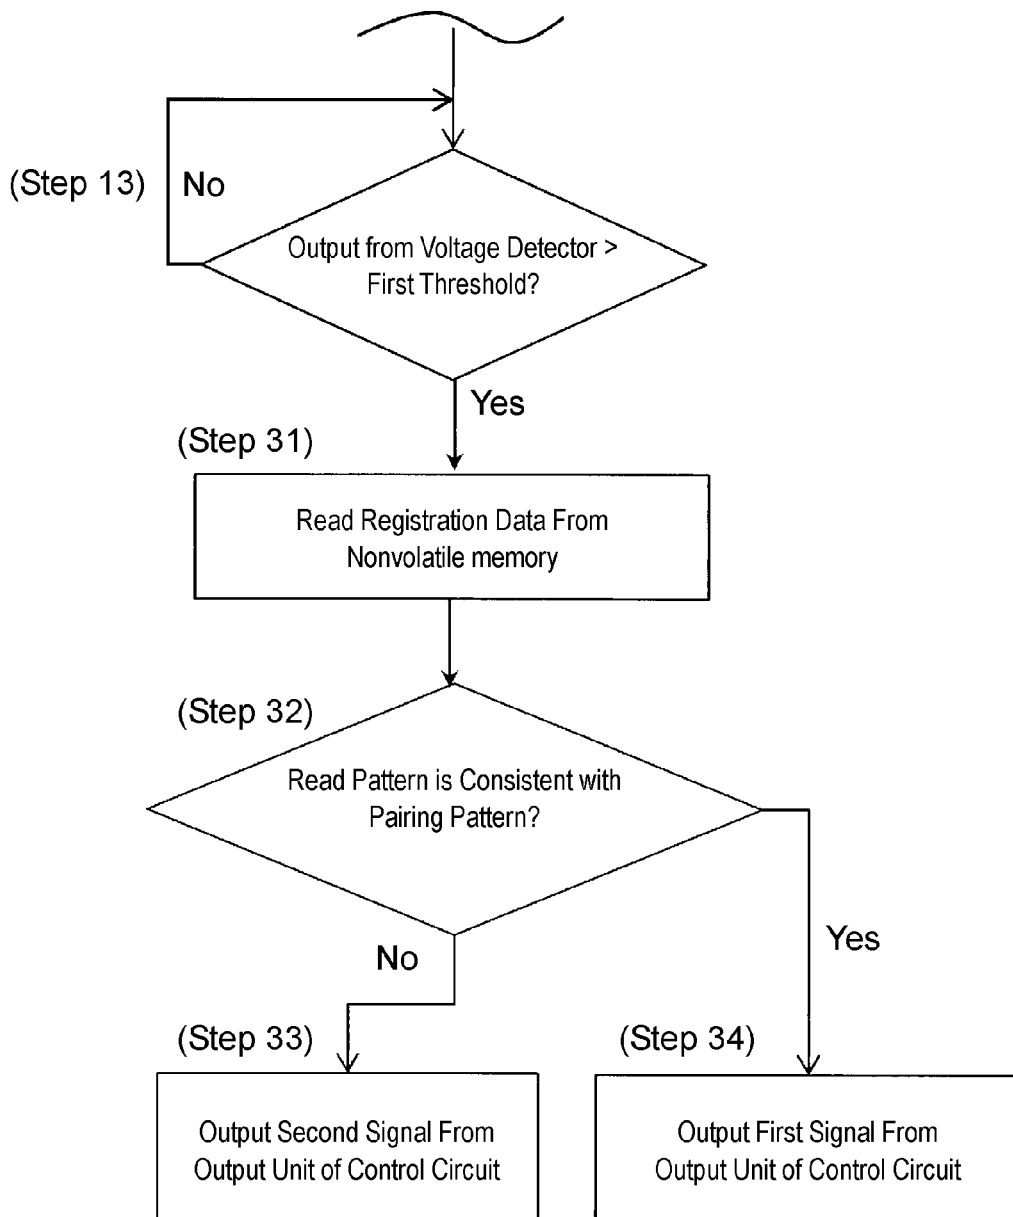 (Step 13)
No
Output from Voltage Detector >
First Threshold?
Yes
(Step 31)
Read Registration Data From
Nonvolatile memory
(Step 32)
Read Pattern is Consistent with
Pairing Pattern?
No
Yes
(Step 33)
(Step 34)
Output Second Signal From
Output Unit of Control Circuit
Output First Signal From
Output Unit of Control Circuit